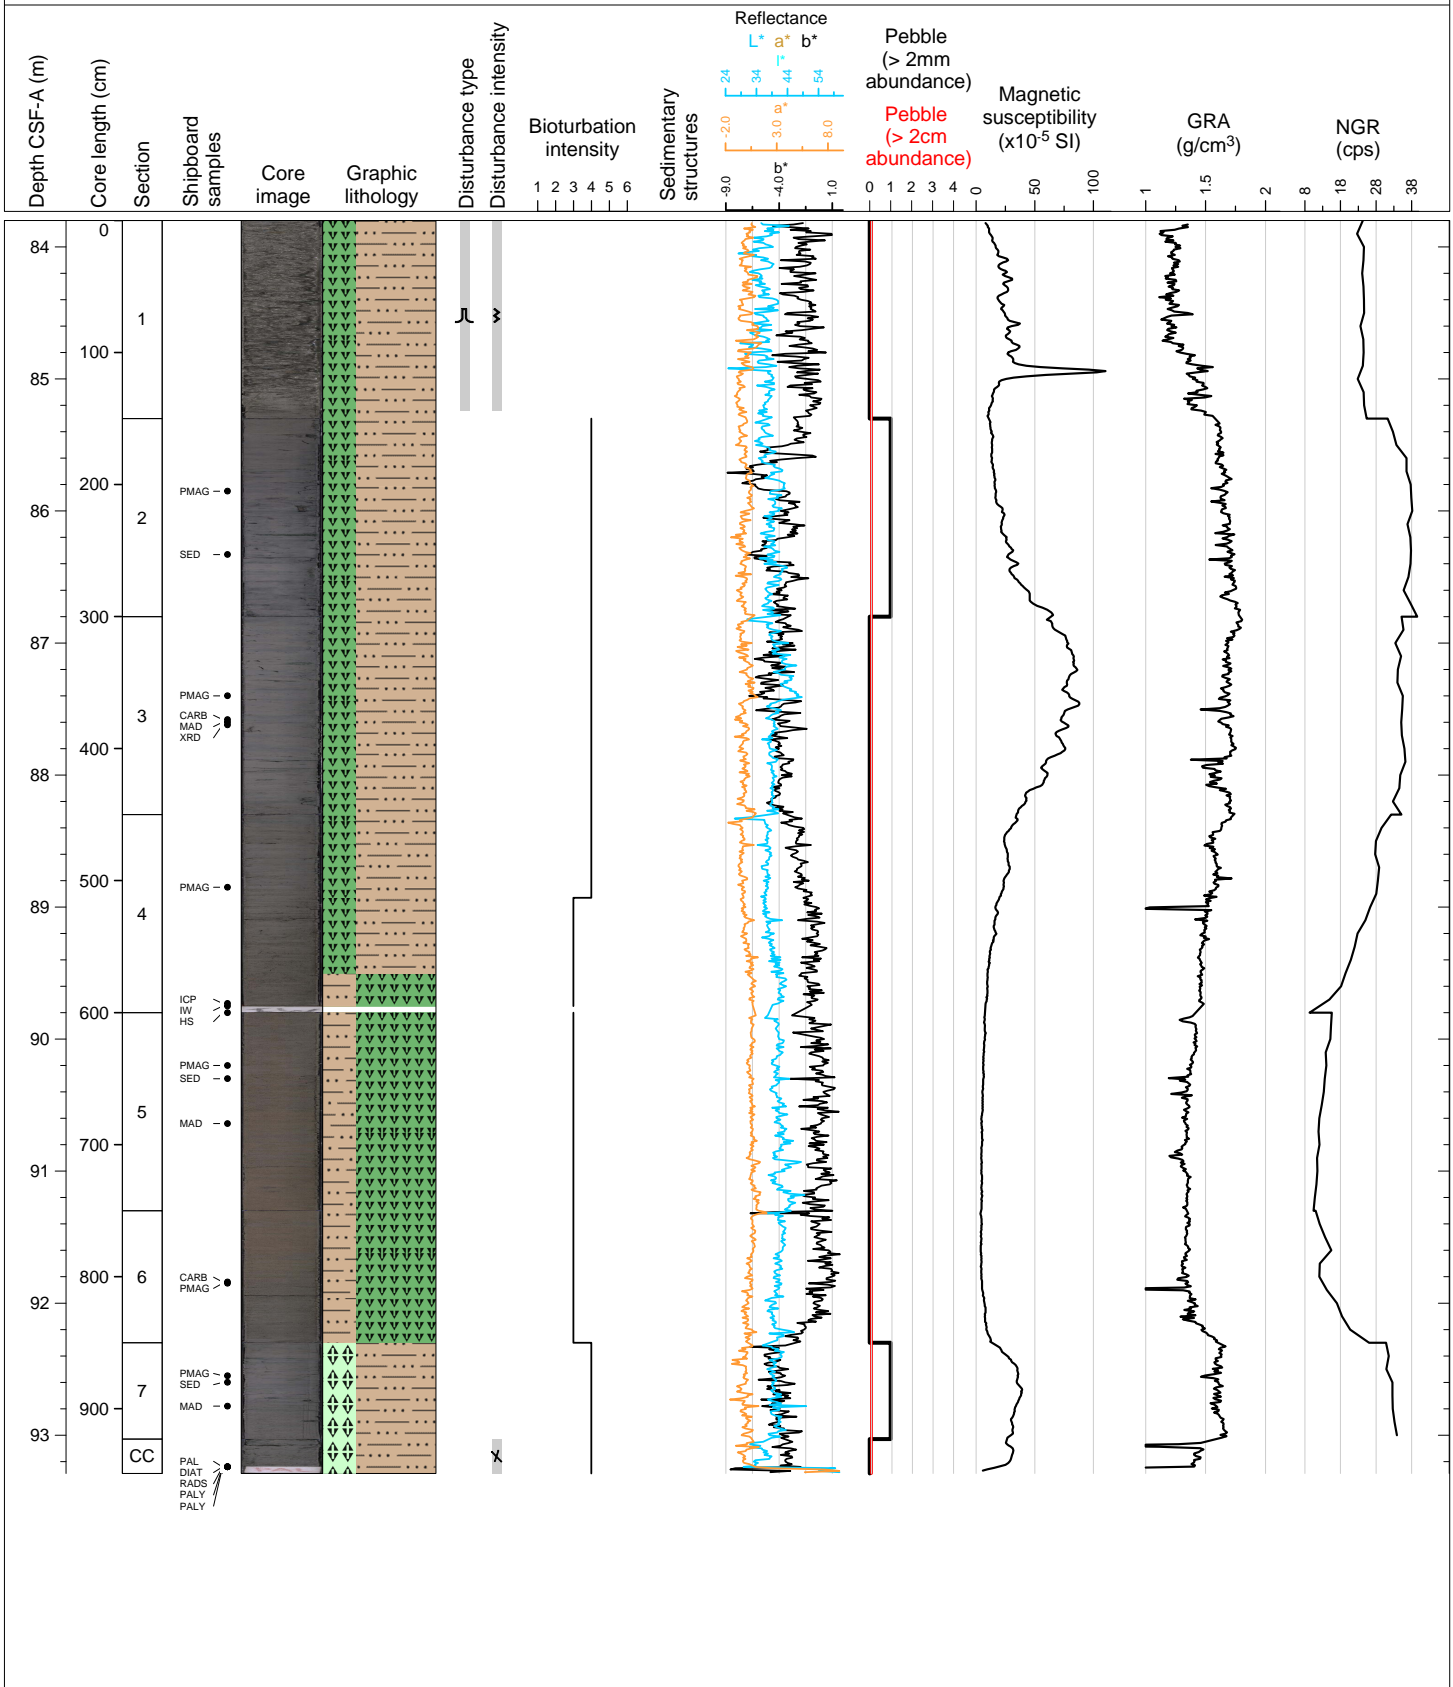 Depth CSF-A (m)
Core length (cm)
Section
Shipboard
samples
Core
image
Graphic
lithology
Disturbance type
Disturbance intensity
Bioturbation
intensity
1 2 3 4 5 6
Sedimentary
structures
Reflectance
L* a* b*
l*
24 34 44 54
a*
-2.0 3.0 8.0
b*
-9.0 -4.0 1.0
Pebble
(> 2mm
abundance)
Pebble
(> 2cm
abundance)
0 1 2 3 4
Magnetic
susceptibility
(x10-5 SI)
0 50 100
GRA
(g/cm3)
1 1.5 2
NGR
(cps)
8 18 28 38
0
84
1
100
85
PMAG
200
86
2
SED
300
87
PMAG
CARB
3
MAD
XRD
400
88
PMAG
500
89
4
ICP
IW
600
HS
90
PMAG
SED
5
MAD
700
91
CARB
6
800
PMAG
92
PMAG
SED
7
MAD
900
93
CC
PAL
DIAT
RADS
PALY
PALY